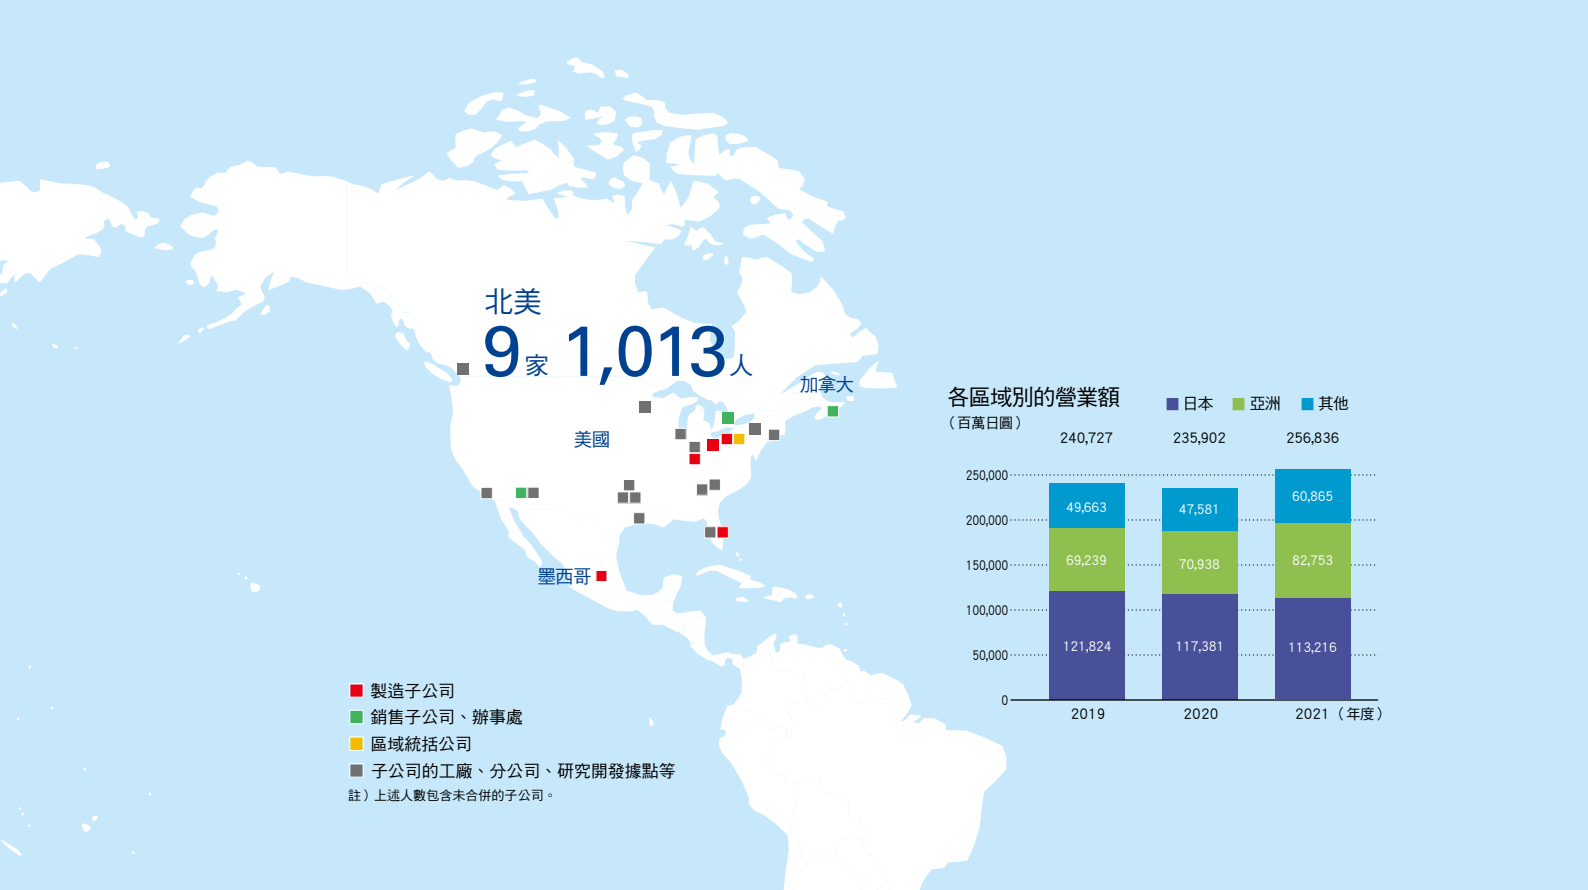 北美
9家 1,013人
加拿大
美國
墨西哥
製造子公司
銷售子公司、辦事處
區域統括公司
子公司的工廠、分公司、研究開發據點等
註）上述人數包含未合併的子公司。
各區域別的營業額
（百萬日圓）
日本 亞洲 其他
240,727 235,902 256,836
250,000
200,000
150,000
100,000
50,000
0
49,663 47,581 60,865
69,239 70,938 82,753
121,824 117,381 113,216
2019 2020 2021（年度）